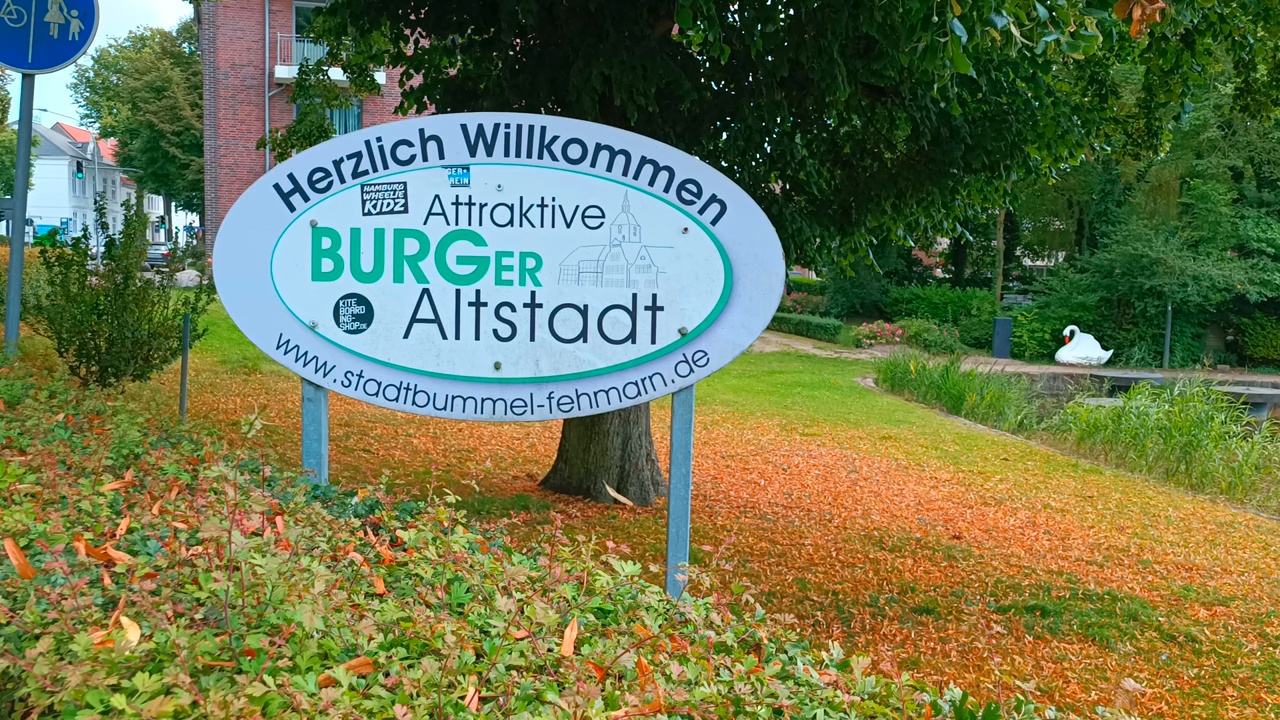 Herzlich Willkommen
HAMBURG
WHEELIE
KIDZ
Attraktive
BURGER
Altstadt
KITE
BOARD
ING-
SHOP.DE
www.stadtbummel-fehmarn.de